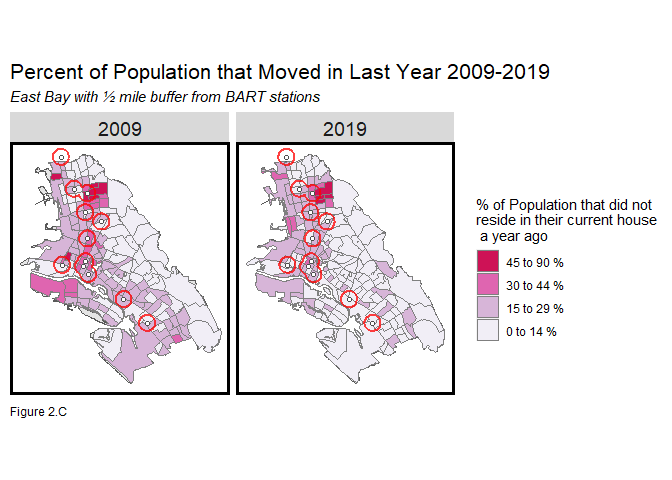 Percent of Population that Moved in Last Year 2009-2019
East Bay with ½ mile buffer from BART stations
2009
2019
% of Population that did not
reside in their current house
a year ago
45 to 90 %
30 to 44 %
15 to 29 %
0 to 14 %
Figure 2.C